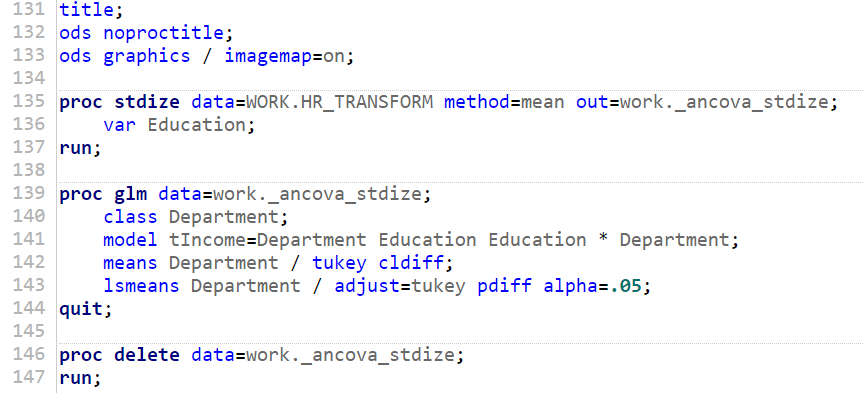 131 title;
132 ods noproctitle;
133 ods graphics / imagemap=on;
134
135 proc stdize data=WORK.HR_TRANSFORM method=mean out=work._ancova_stdize;
136     var Education;
137 run;
138
139 proc glm data=work._ancova_stdize;
140     class Department;
141     model tIncome=Department Education Education * Department;
142     means Department / tukey cldiff;
143     lsmeans Department / adjust=tukey pdiff alpha=.05;
144 quit;
145
146 proc delete data=work._ancova_stdize;
147 run;